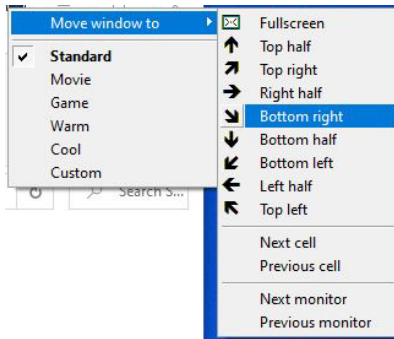 Move window to
Standard
Movie
Game
Warm
Cool
Custom
Search S...
Fullscreen
Top half
Top right
Right half
Bottom right
Bottom half
Bottom left
Left half
Top left
Next cell
Previous cell
Next monitor
Previous monitor